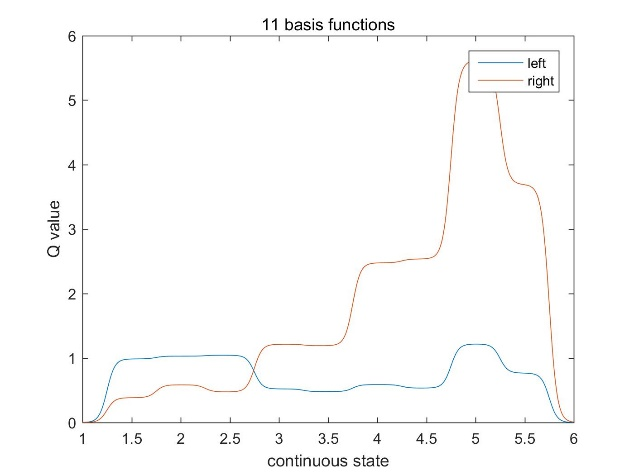 11 basis functions
6
5
4
3
2
1
0
Q value
left
right
1 1.5 2 2.5 3 3.5 4 4.5 5 5.5 6
continuous state